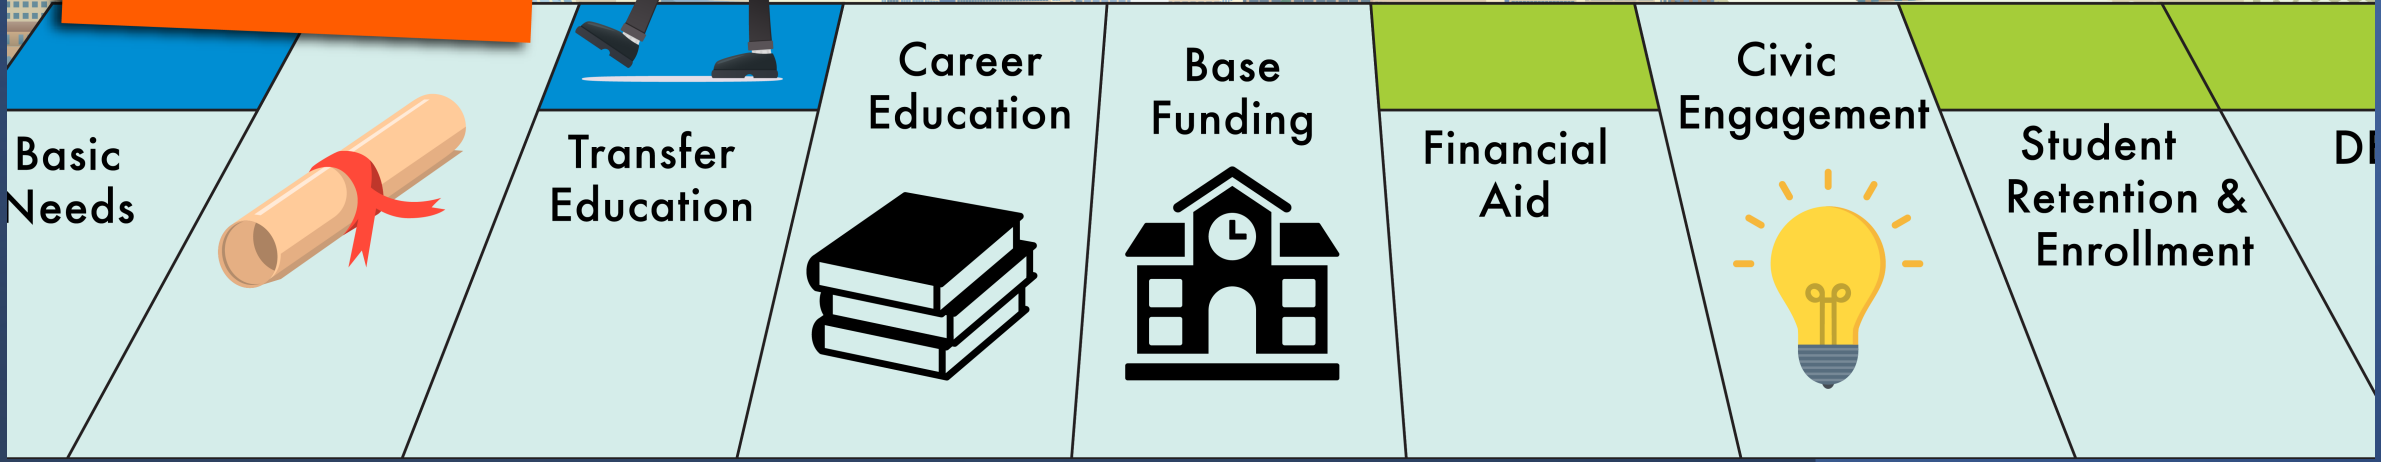 Basic
Needs
Transfer
Education
Career
Education
Base
Funding
Financial
Aid
Civic
Engagement
Student
Retention &
Enrollment